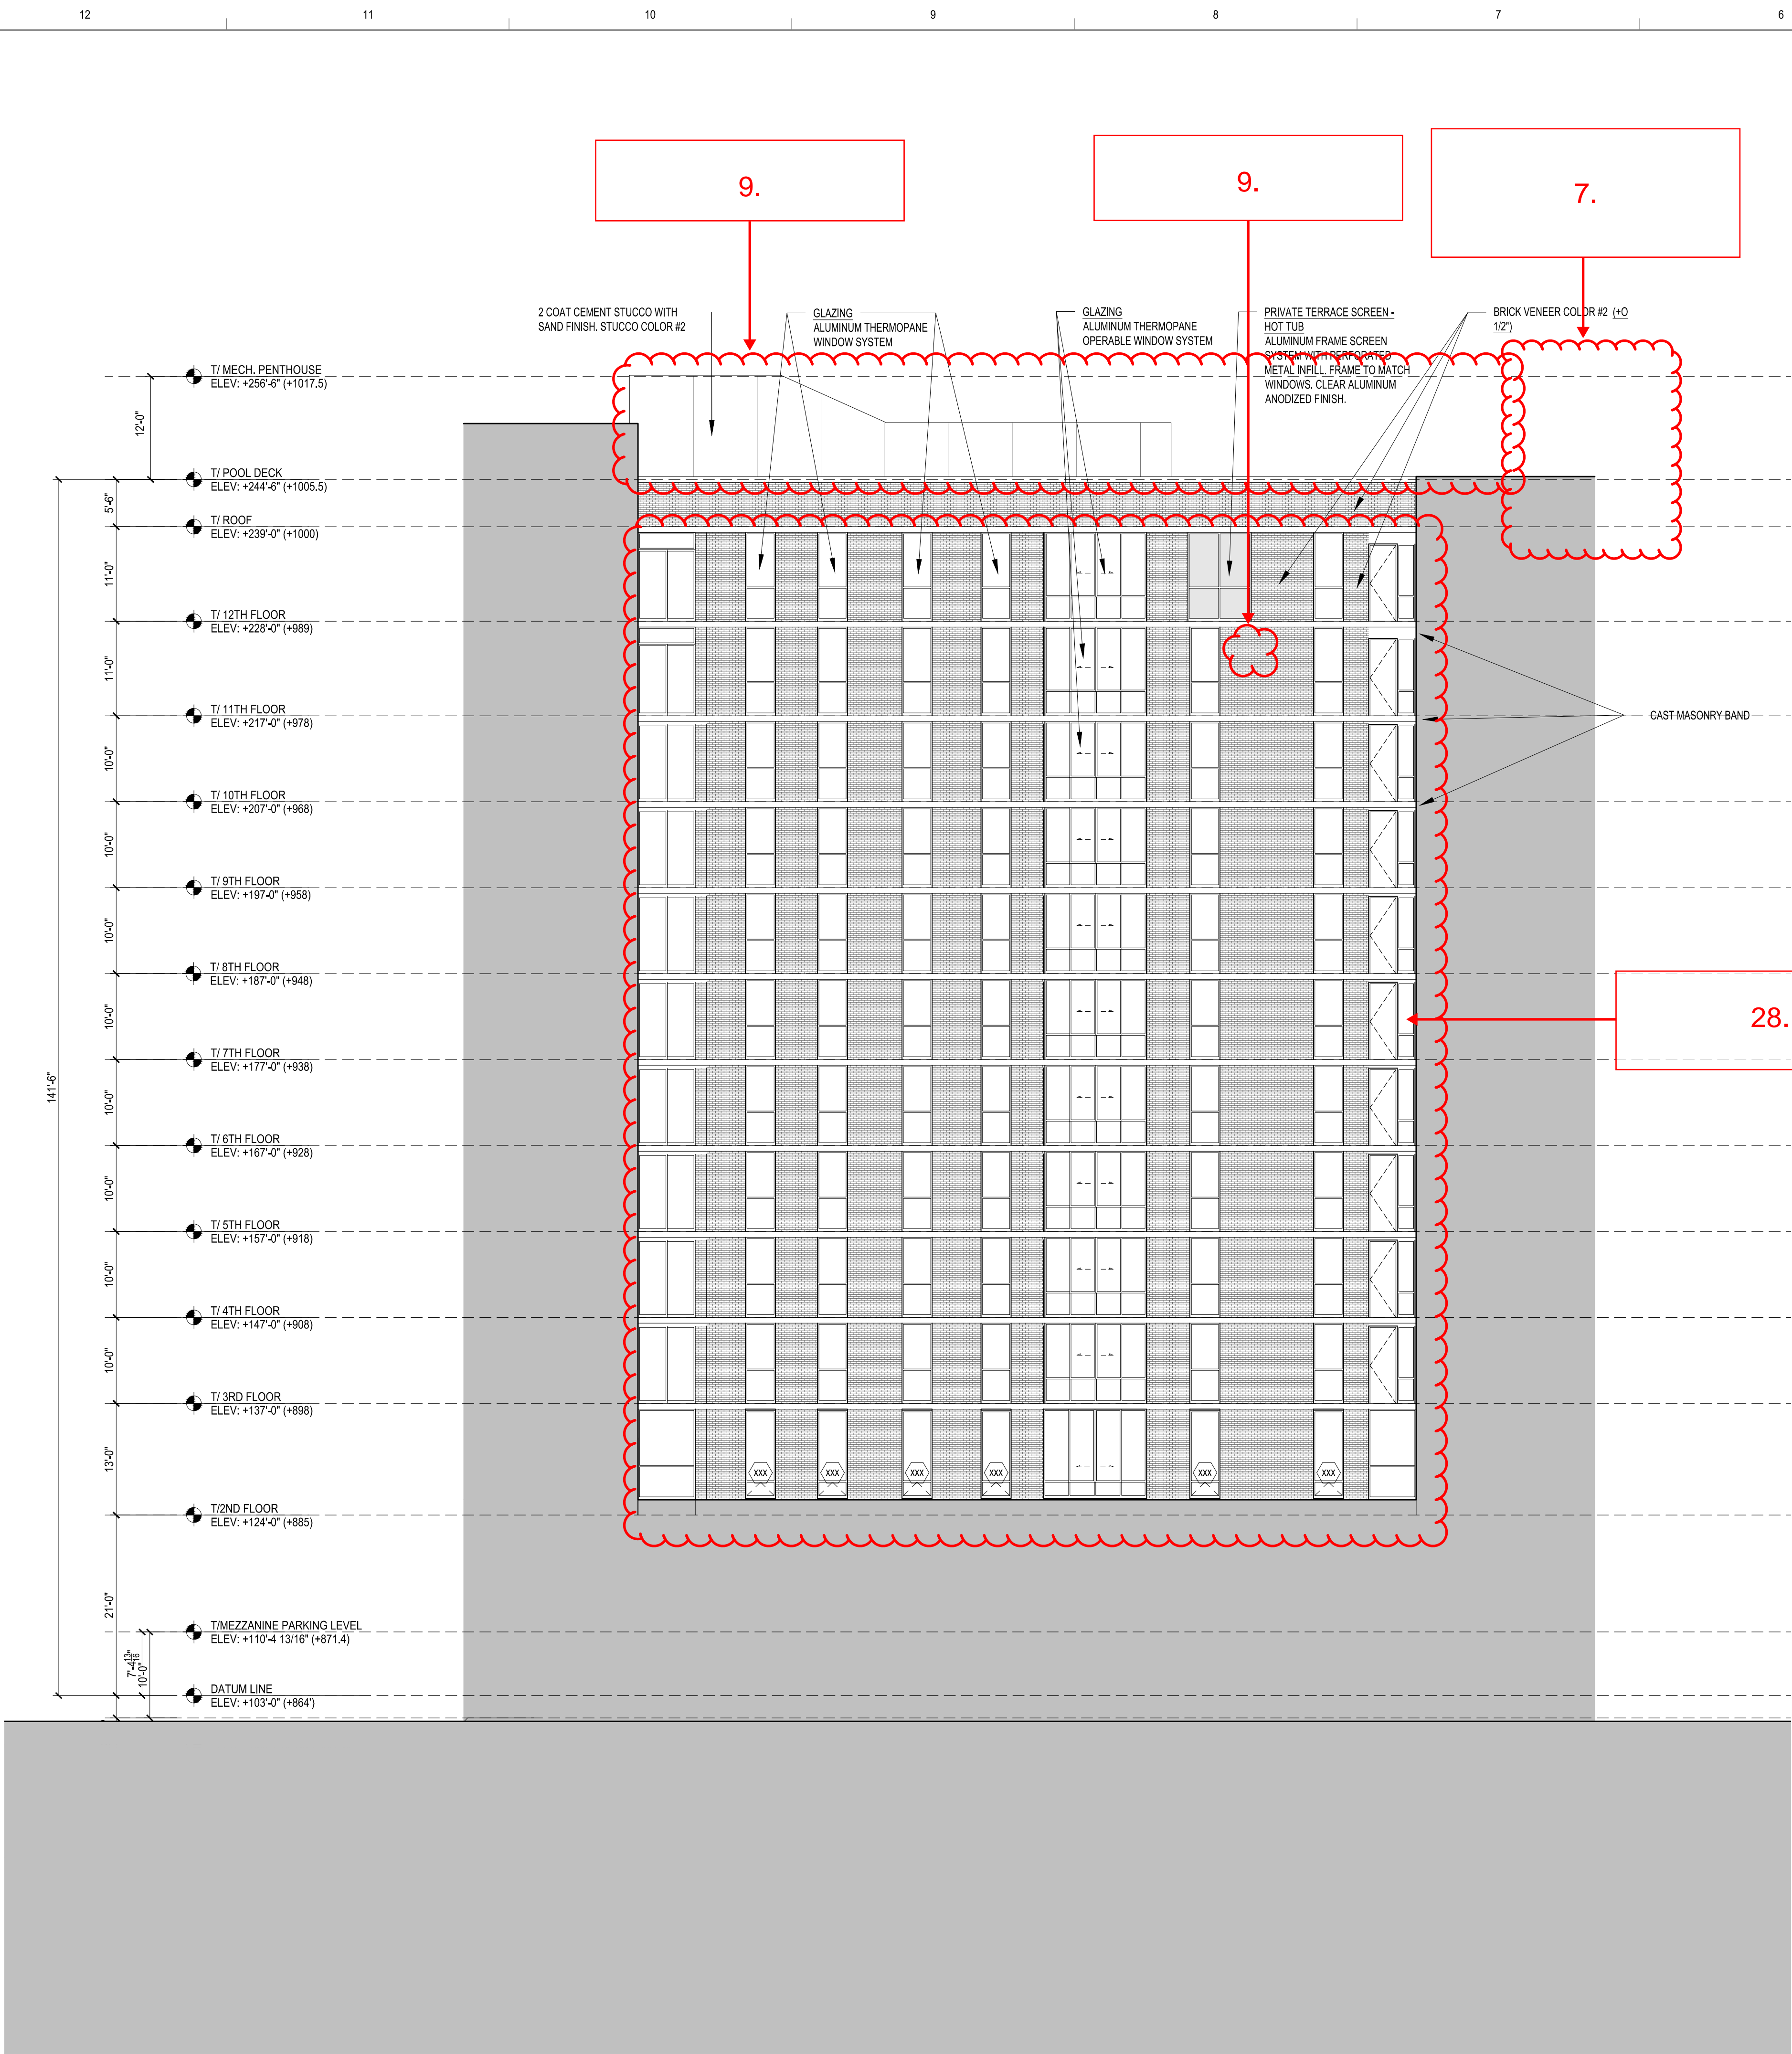 12 11 10 9 8 7 6
9.
9.
7.
2 COAT CEMENT STUCCO WITH
SAND FINISH. STUCCO COLOR #2
GLAZING
ALUMINUM THERMOPANE
WINDOW SYSTEM
GLAZING
ALUMINUM THERMOPANE
OPERABLE WINDOW SYSTEM
PRIVATE TERRACE SCREEN -
HOT TUB
ALUMINUM FRAME SCREEN
SYSTEM WITH PERFORATED
METAL INFILL. FRAME TO MATCH
WINDOWS. CLEAR ALUMINUM
ANODIZED FINISH.
BRICK VENEER COLOR #2 (+O
1/2")
T/ MECH. PENTHOUSE
ELEV: +256'-6" (+1017.5)
12'-0"
T/ POOL DECK
ELEV: +244'-6" (+1005.5)
5'-6"
T/ ROOF
ELEV: +239'-0" (+1000)
11'-0"
T/ 12TH FLOOR
ELEV: +228'-0" (+989)
11'-0"
T/ 11TH FLOOR
ELEV: +217'-0" (+978)
CAST MASONRY BAND
10'-0"
T/ 10TH FLOOR
ELEV: +207'-0" (+968)
10'-0"
T/ 9TH FLOOR
ELEV: +197-0" (+958)
10'-0"
T/ 8TH FLOOR
ELEV: +187'-0" (+948)
10'-0"
28.
T/ 7TH FLOOR
ELEV: +177'-0" (+938)
141'-6"
10'-0"
T/ 6TH FLOOR
ELEV: +167'-0" (+928)
10'-0"
T/ 5TH FLOOR
ELEV: +157'-0" (+918)
10'-0"
T/ 4TH FLOOR
ELEV: +147'-0" (+908)
10'-0"
T/ 3RD FLOOR
ELEV: +137'-0" (+898)
13'-0"
XXX XXX XXX XXX XXX XXX
T/2ND FLOOR
ELEV: +124'-0" (+885)
21'-0"
T/MEZZANINE PARKING LEVEL
ELEV: +110'-4 13/16" (+871.4)
7'-4 13/16"
10'-0"
DATUM LINE
ELEV: +103'-0" (+864')